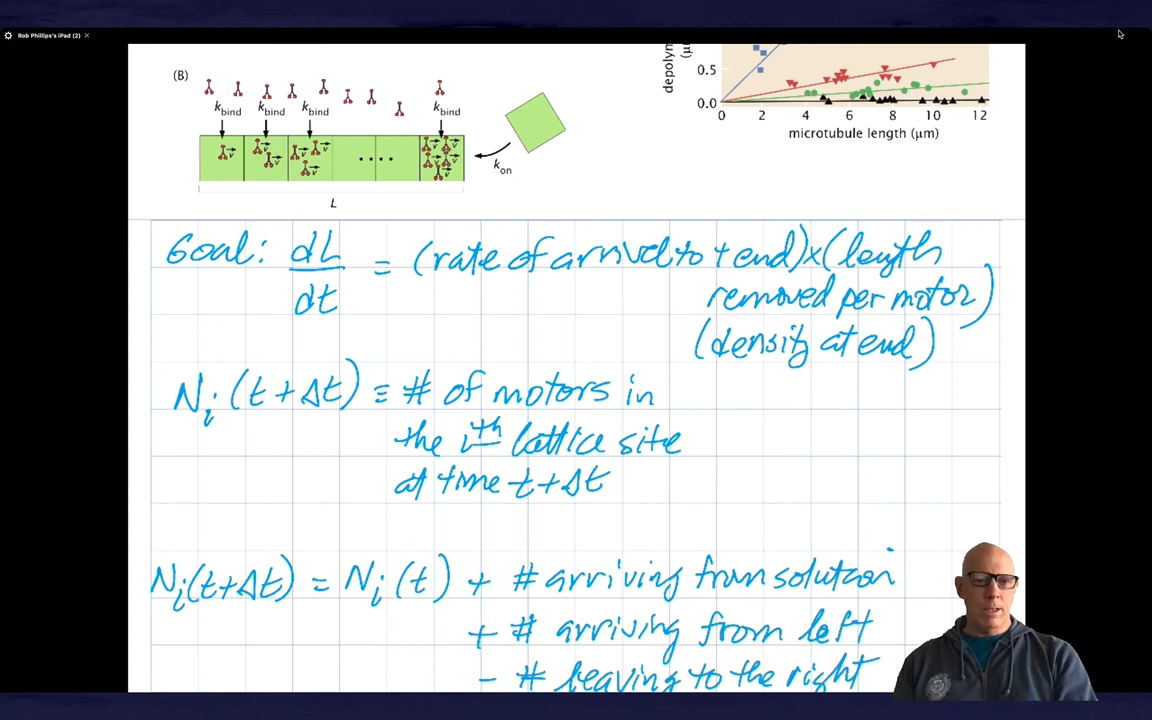 Rob Phillips's iPad (2)
(B)
k_bind k_bind k_bind k_bind
v v v v v v v
k_on
L
0.5
0.0
0 2 4 6 8 10 12
microtubule length (μm)
Goal: dL/dt = (rate of arrival to + end) × (length
removed per motor)
(density at end)
N_i (t + Δt) ≡ # of motors in
the i^th lattice site
at time t + Δt
N_i(t+Δt) = N_i(t) + # arriving from solution
+ # arriving from left
- # leaving to the right